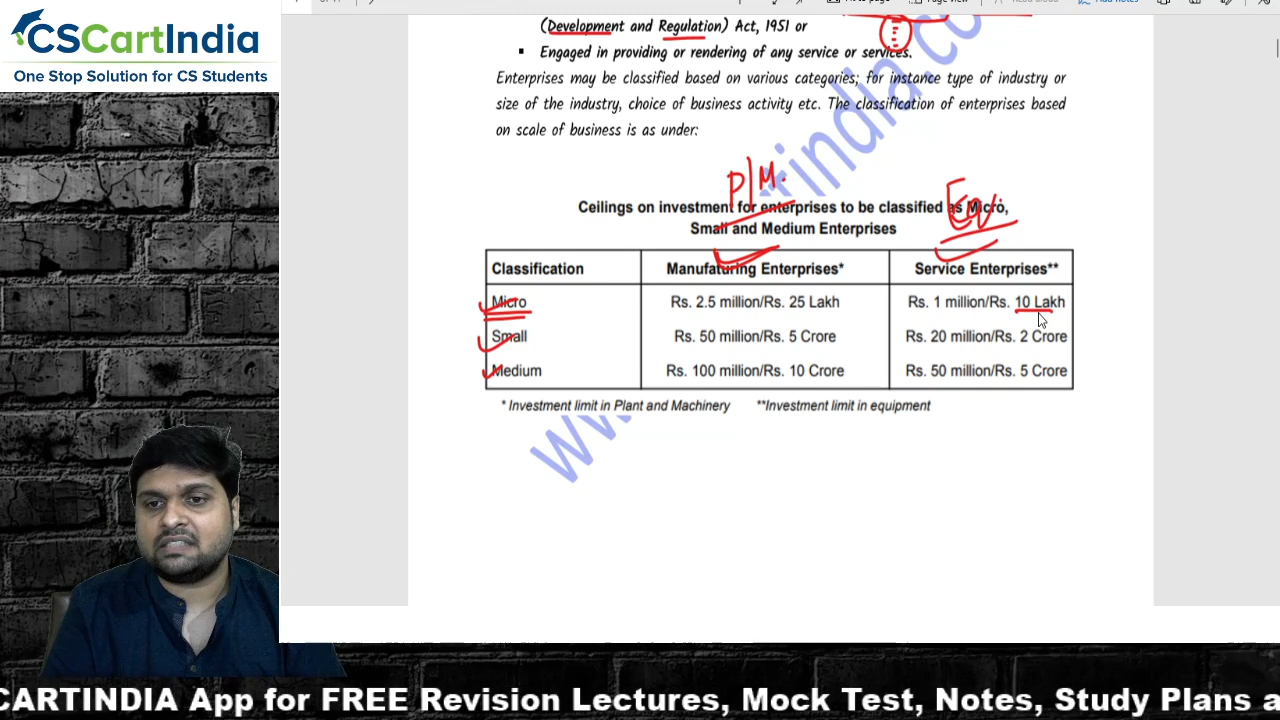 CSCartIndia
One Stop Solution for CS Students
(Development and Regulation) Act, 1951 or
▪ Engaged in providing or rendering of any service or services.
Enterprises may be classified based on various categories; for instance type of industry or
size of the industry, choice of business activity etc. The classification of enterprises based
on scale of business is as under:
P/M.
Eq.
Ceilings on investment for enterprises to be classified as Micro,
Small and Medium Enterprises
Classification Manufaturing Enterprises* Service Enterprises**
Micro Rs. 2.5 million/Rs. 25 Lakh Rs. 1 million/Rs. 10 Lakh
Small Rs. 50 million/Rs. 5 Crore Rs. 20 million/Rs. 2 Crore
Medium Rs. 100 million/Rs. 10 Crore Rs. 50 million/Rs. 5 Crore
* Investment limit in Plant and Machinery **Investment limit in equipment
CARTINDIA App for FREE Revision Lectures, Mock Test, Notes, Study Plans a